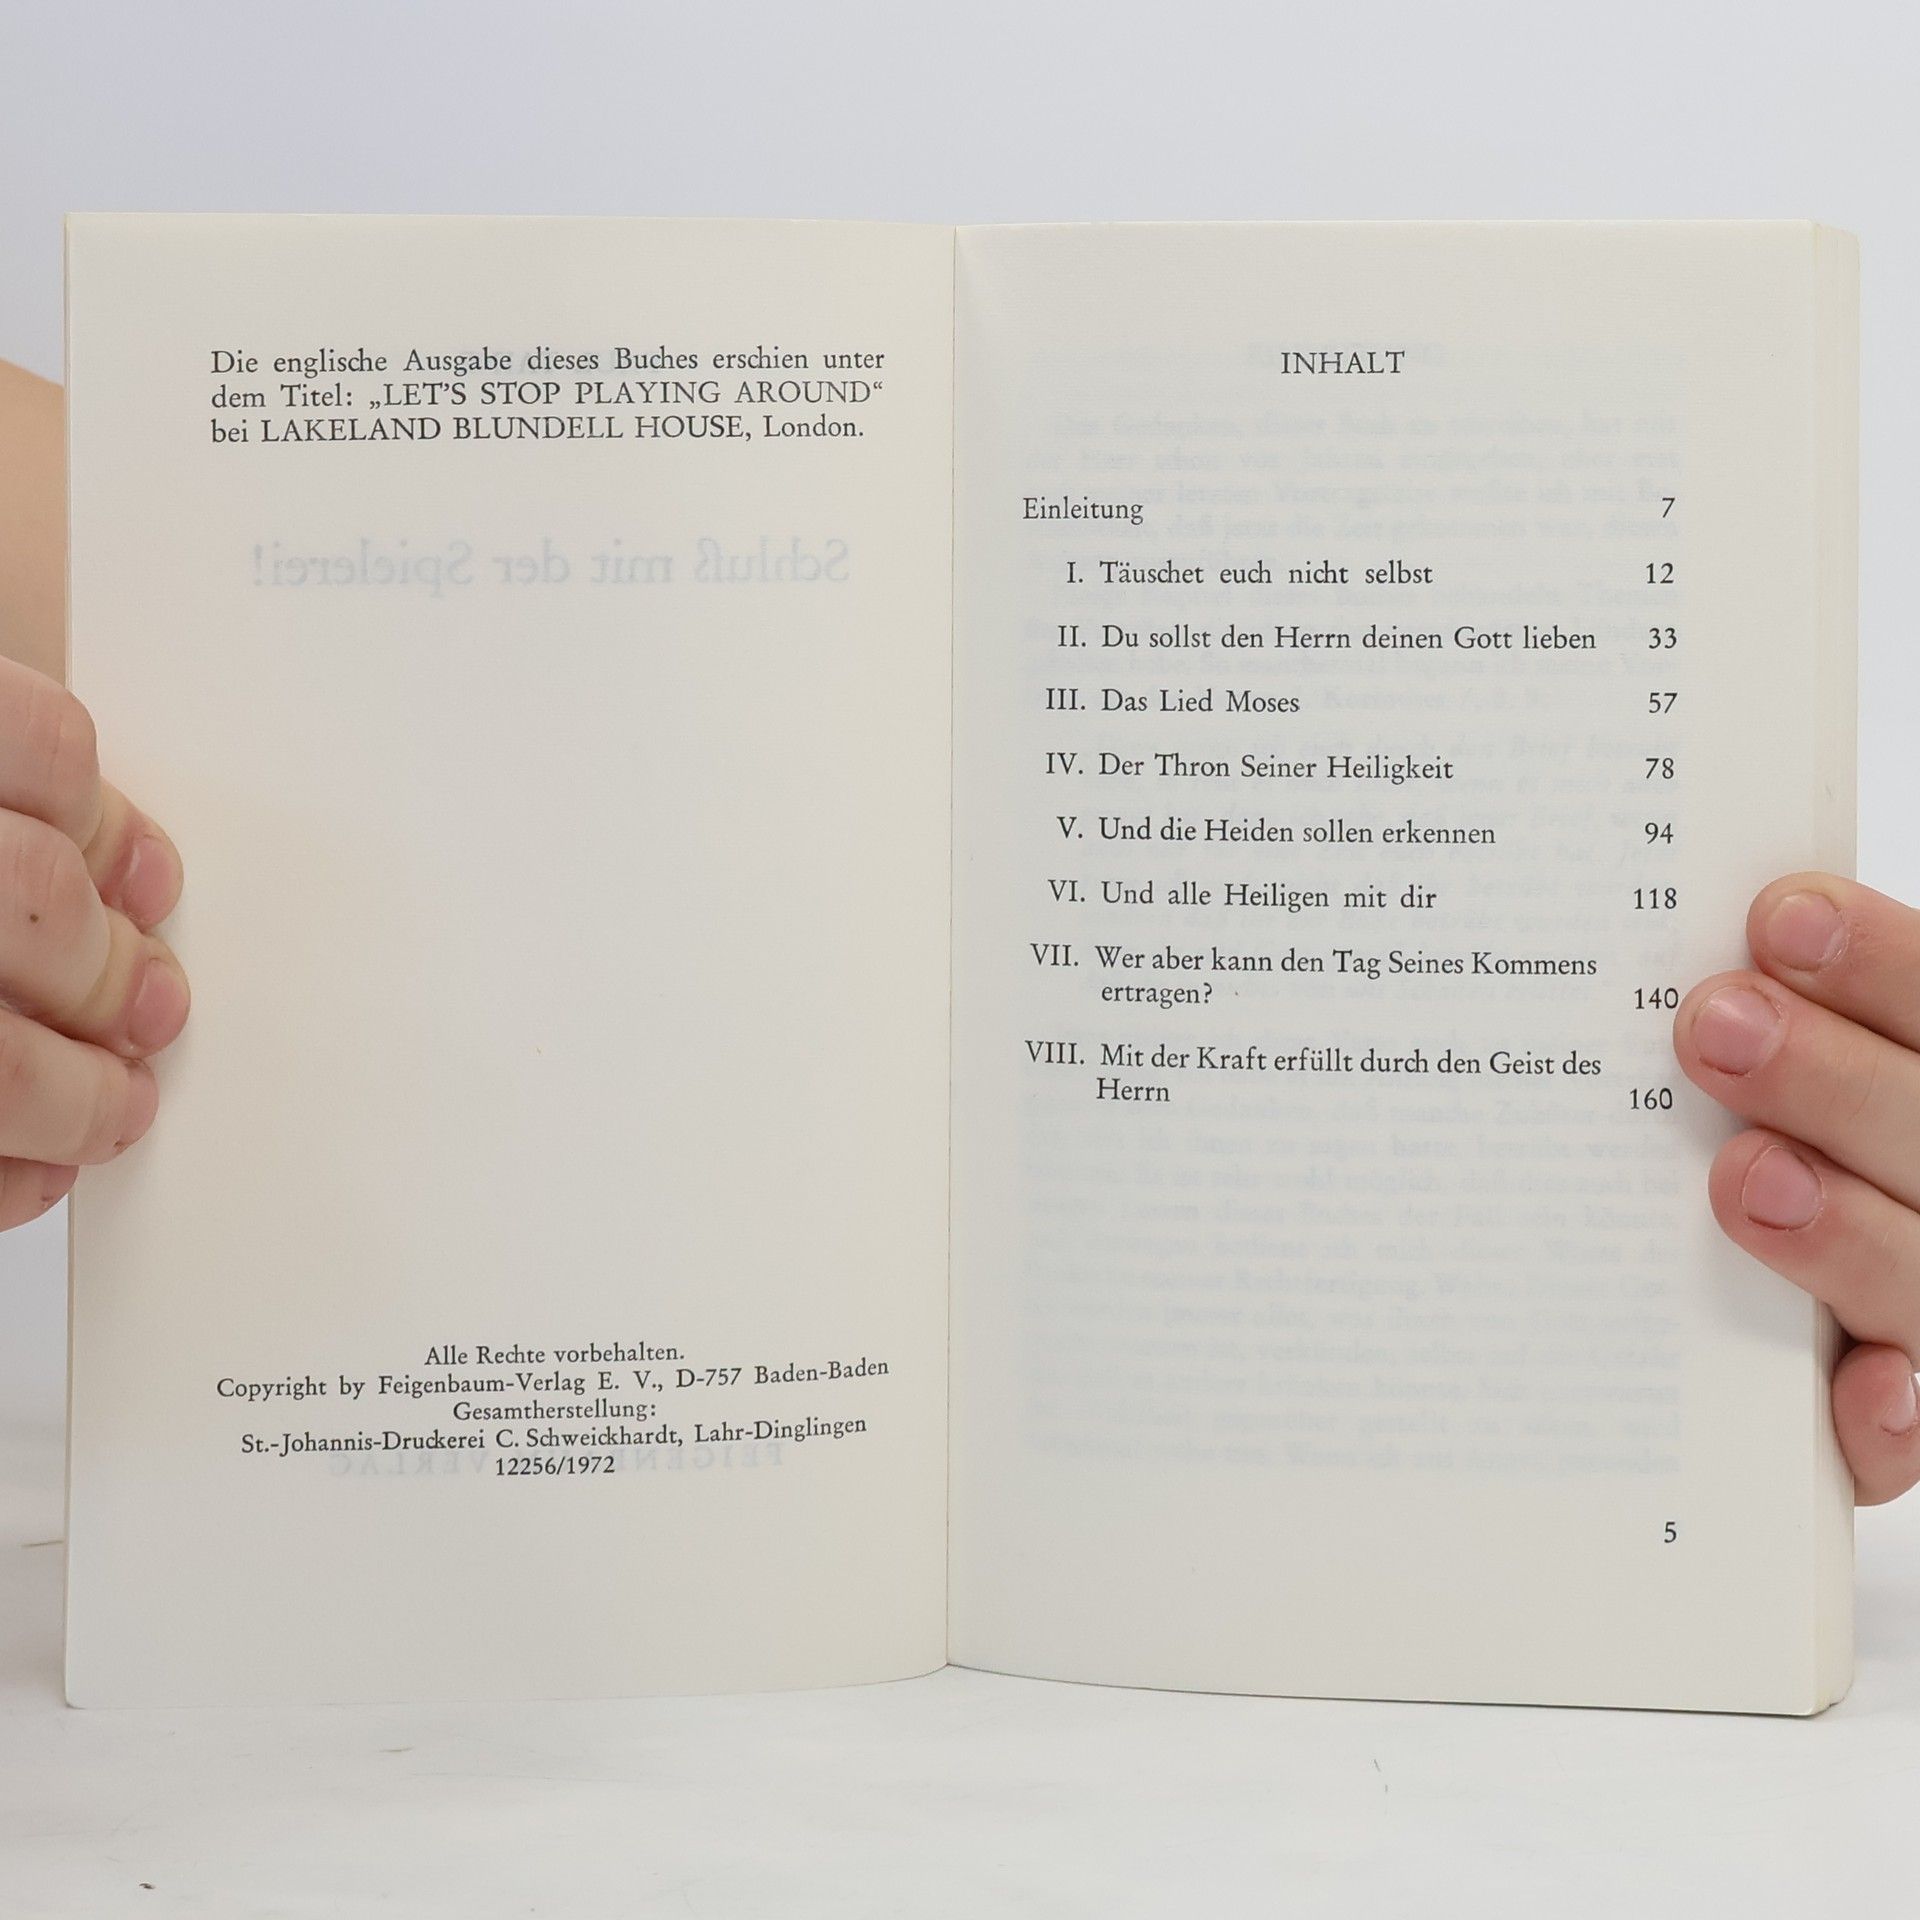 Die englische Ausgabe dieses Buches erschien unter
dem Titel: „LET'S STOP PLAYING AROUND“
bei LAKELAND BLUNDELL HOUSE, London.
Schluß mit der Spielerei!
Alle Rechte vorbehalten.
Copyright by Feigenbaum-Verlag E. V., D-757 Baden-Baden
Gesamtherstellung:
St.-Johannis-Druckerei C. Schweickhardt, Lahr-Dinglingen
12256/1972
INHALT
Einleitung 7
I. Täuschet euch nicht selbst 12
II. Du sollst den Herrn deinen Gott lieben 33
III. Das Lied Moses 57
IV. Der Thron Seiner Heiligkeit 78
V. Und die Heiden sollen erkennen 94
VI. Und alle Heiligen mit dir 118
VII. Wer aber kann den Tag Seines Kommens
ertragen? 140
VIII. Mit der Kraft erfüllt durch den Geist des
Herrn 160
5